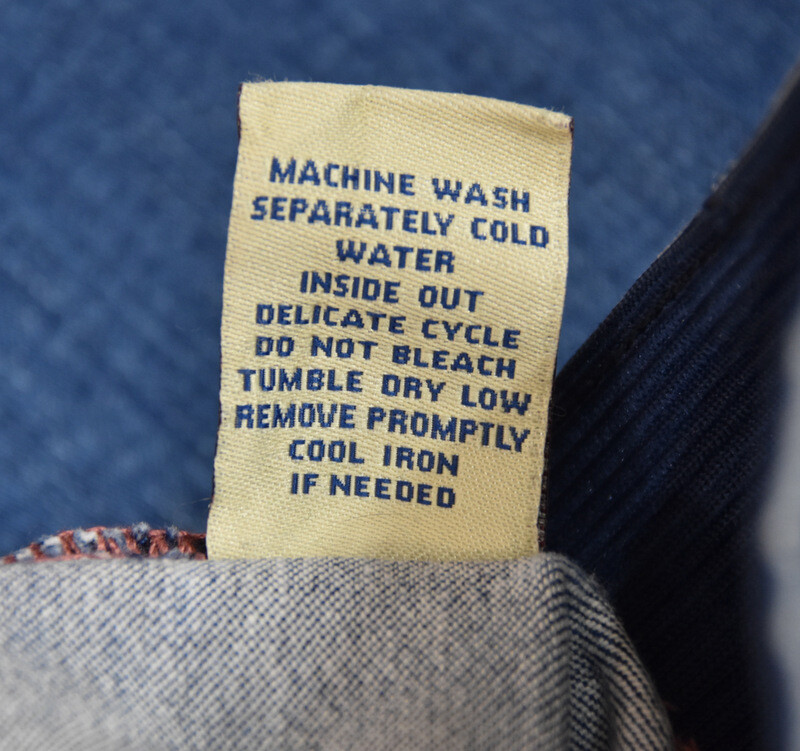 MACHINE WASH
SEPARATELY COLD
WATER
INSIDE OUT
DELICATE CYCLE
DO NOT BLEACH
TUMBLE DRY LOW
REMOVE PROMPTLY
COOL IRON
IF NEEDED